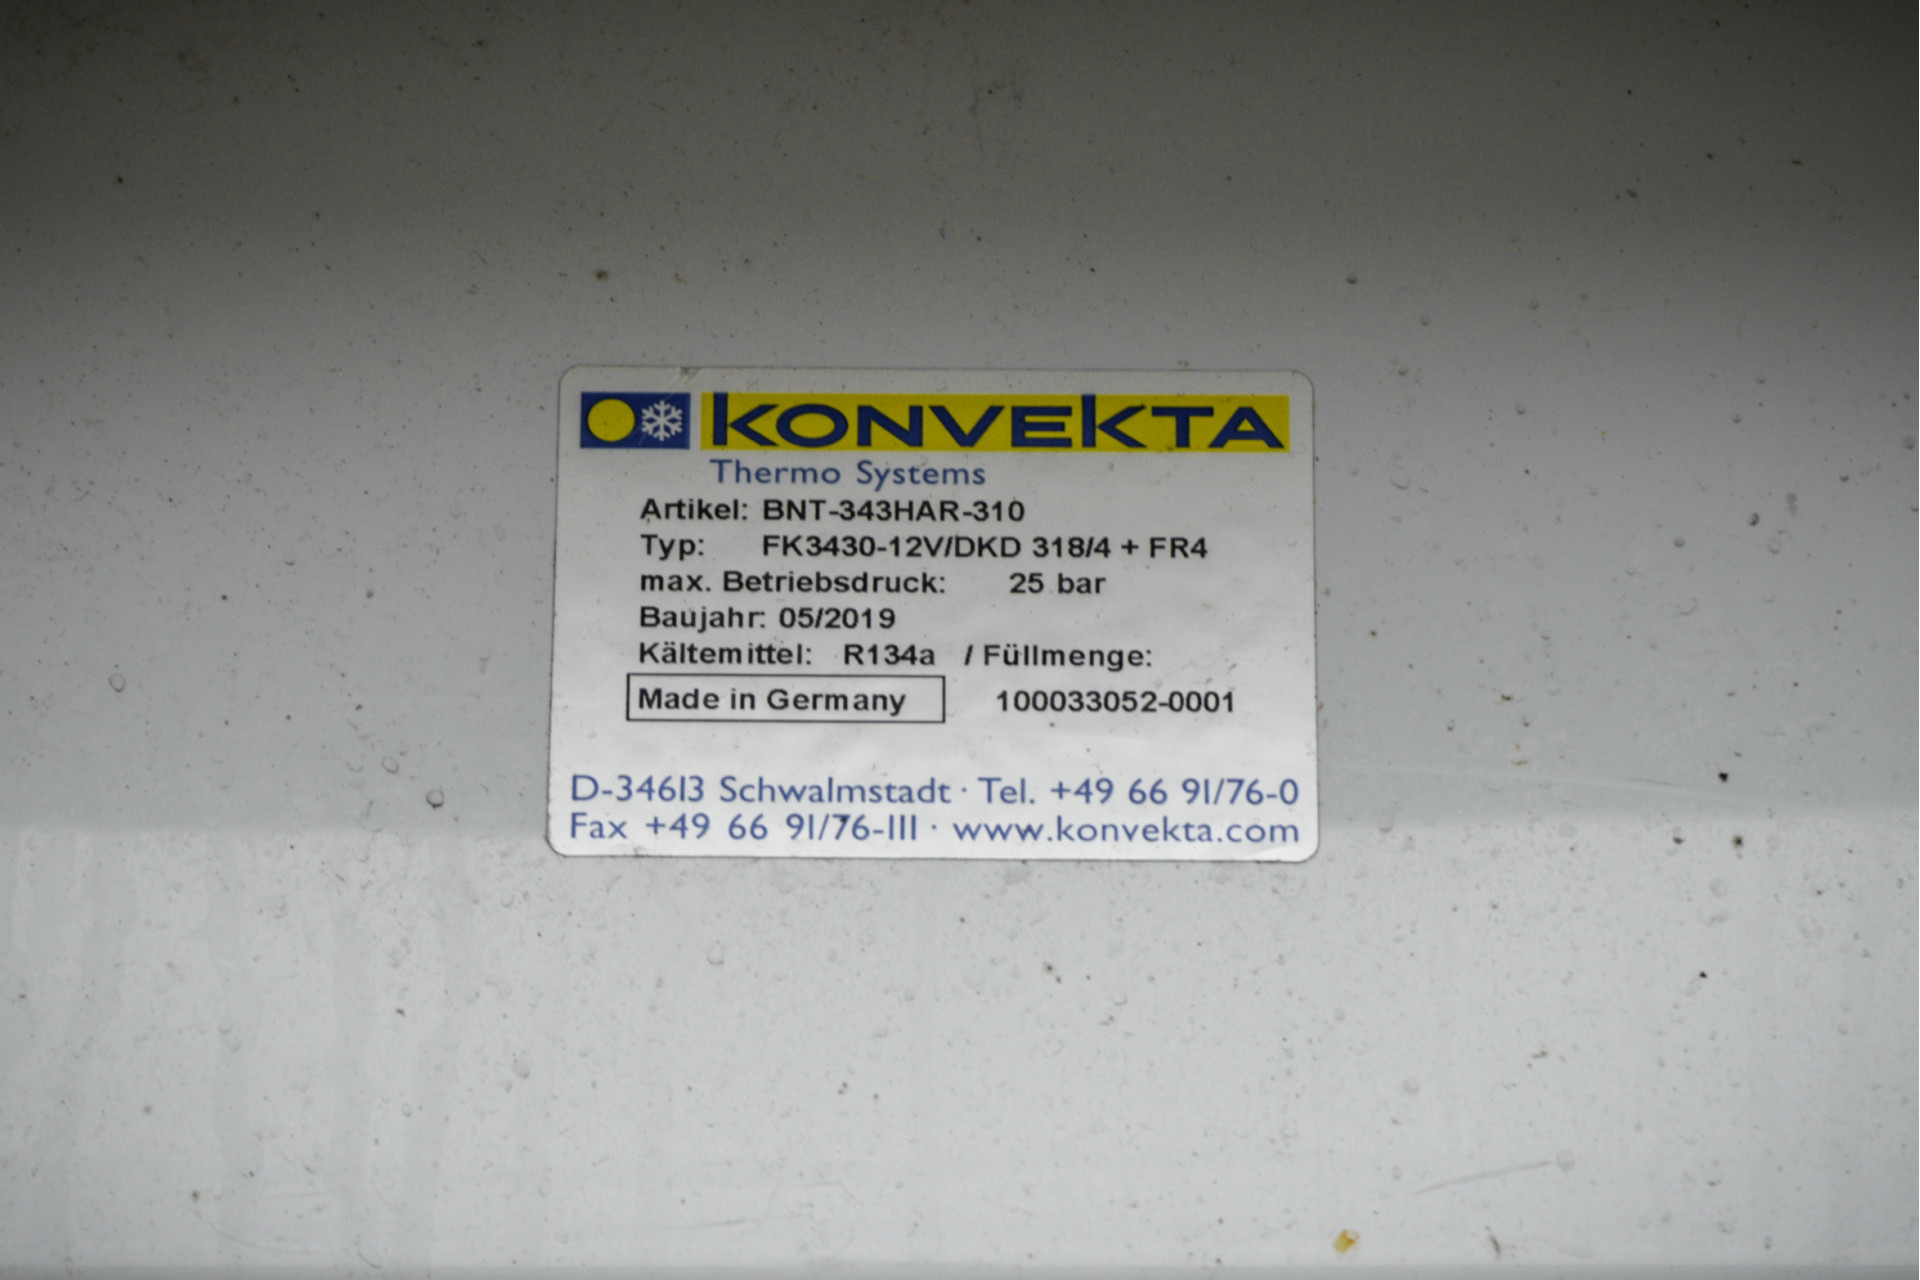 KONVEKTA
Thermo Systems
Artikel: BNT-343HAR-310
Typ: FK3430-12V/DKD 318/4 + FR4
max. Betriebsdruck: 25 bar
Baujahr: 05/2019
Kältemittel: R134a / Füllmenge:
Made in Germany 100033052-0001
D-34613 Schwalmstadt · Tel. +49 66 91/76-0
Fax +49 66 91/76-111 · www.konvekta.com